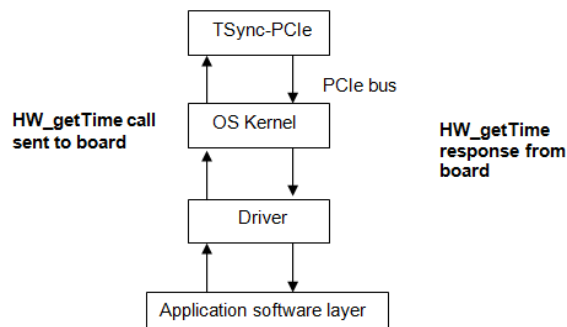 TSync-PCIe
PCIe bus
HW_getTime call
sent to board
OS Kernel
HW_getTime
response from
board
Driver
Application software layer